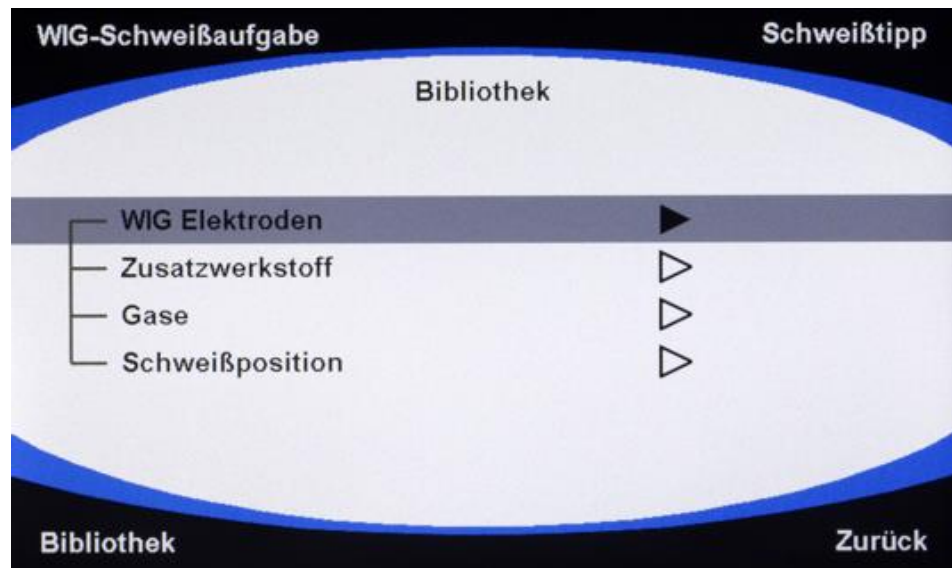 WIG-Schweißaufgabe
Schweißtipp
Bibliothek
WIG Elektroden
Zusatzwerkstoff
Gase
Schweißposition
Bibliothek
Zurück